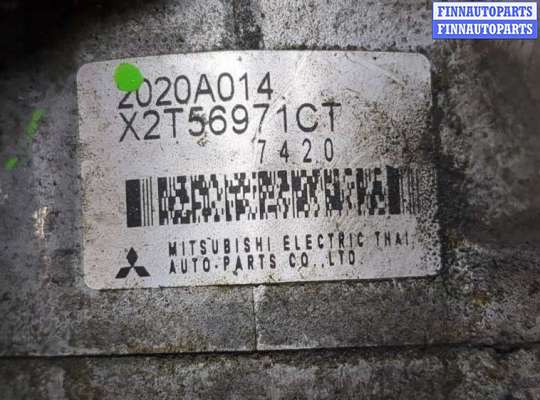 FINNAUTOPARTS
FINNAUTOPARTS
2020A014
X2T56971CT
7420
MITSUBISHI ELECTRIC THAI
AUTO-PARTS CO.,LTD.